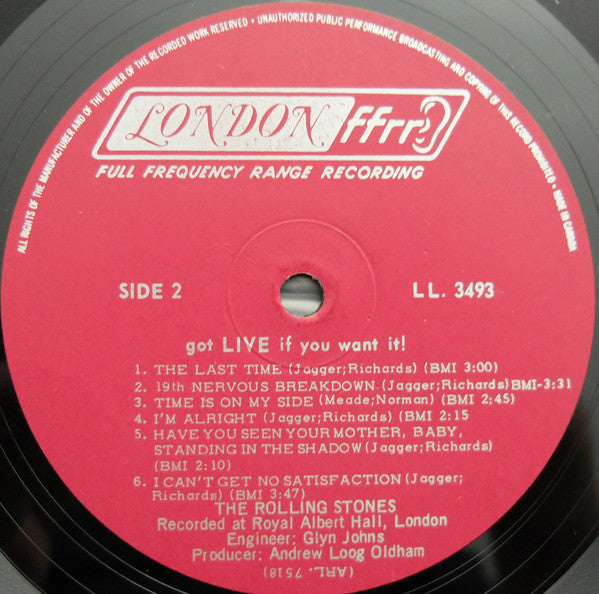 ALL RIGHTS OF THE MANUFACTURER AND OF THE OWNER OF THE RECORDED WORK RESERVED - UNAUTHORIZED PUBLIC PERFORMANCE BROADCASTING AND COPYING OF THIS RECORD PROHIBITED - MADE IN CANADA
LONDON ffrr
FULL FREQUENCY RANGE RECORDING
SIDE 2 LL. 3493
got LIVE if you want it!
1. THE LAST TIME (Jagger;Richards) (BMI 3:00)
2. 19th NERVOUS BREAKDOWN (Jagger;Richards)BMI-3:31
3. TIME IS ON MY SIDE (Meade;Norman) (BMI 2:45)
4. I'M ALRIGHT (Jagger;Richards) (BMI 2:15
5. HAVE YOU SEEN YOUR MOTHER, BABY,
STANDING IN THE SHADOW (Jagger;Richards)
(BMI 2:10)
6. I CAN'T GET NO SATISFACTION (Jagger;
Richards) (BMI 3:47)
THE ROLLING STONES
Recorded at Royal Albert Hall, London
Engineer; Glyn Johns
Producer: Andrew Loog Oldham
(ARL. 7518)